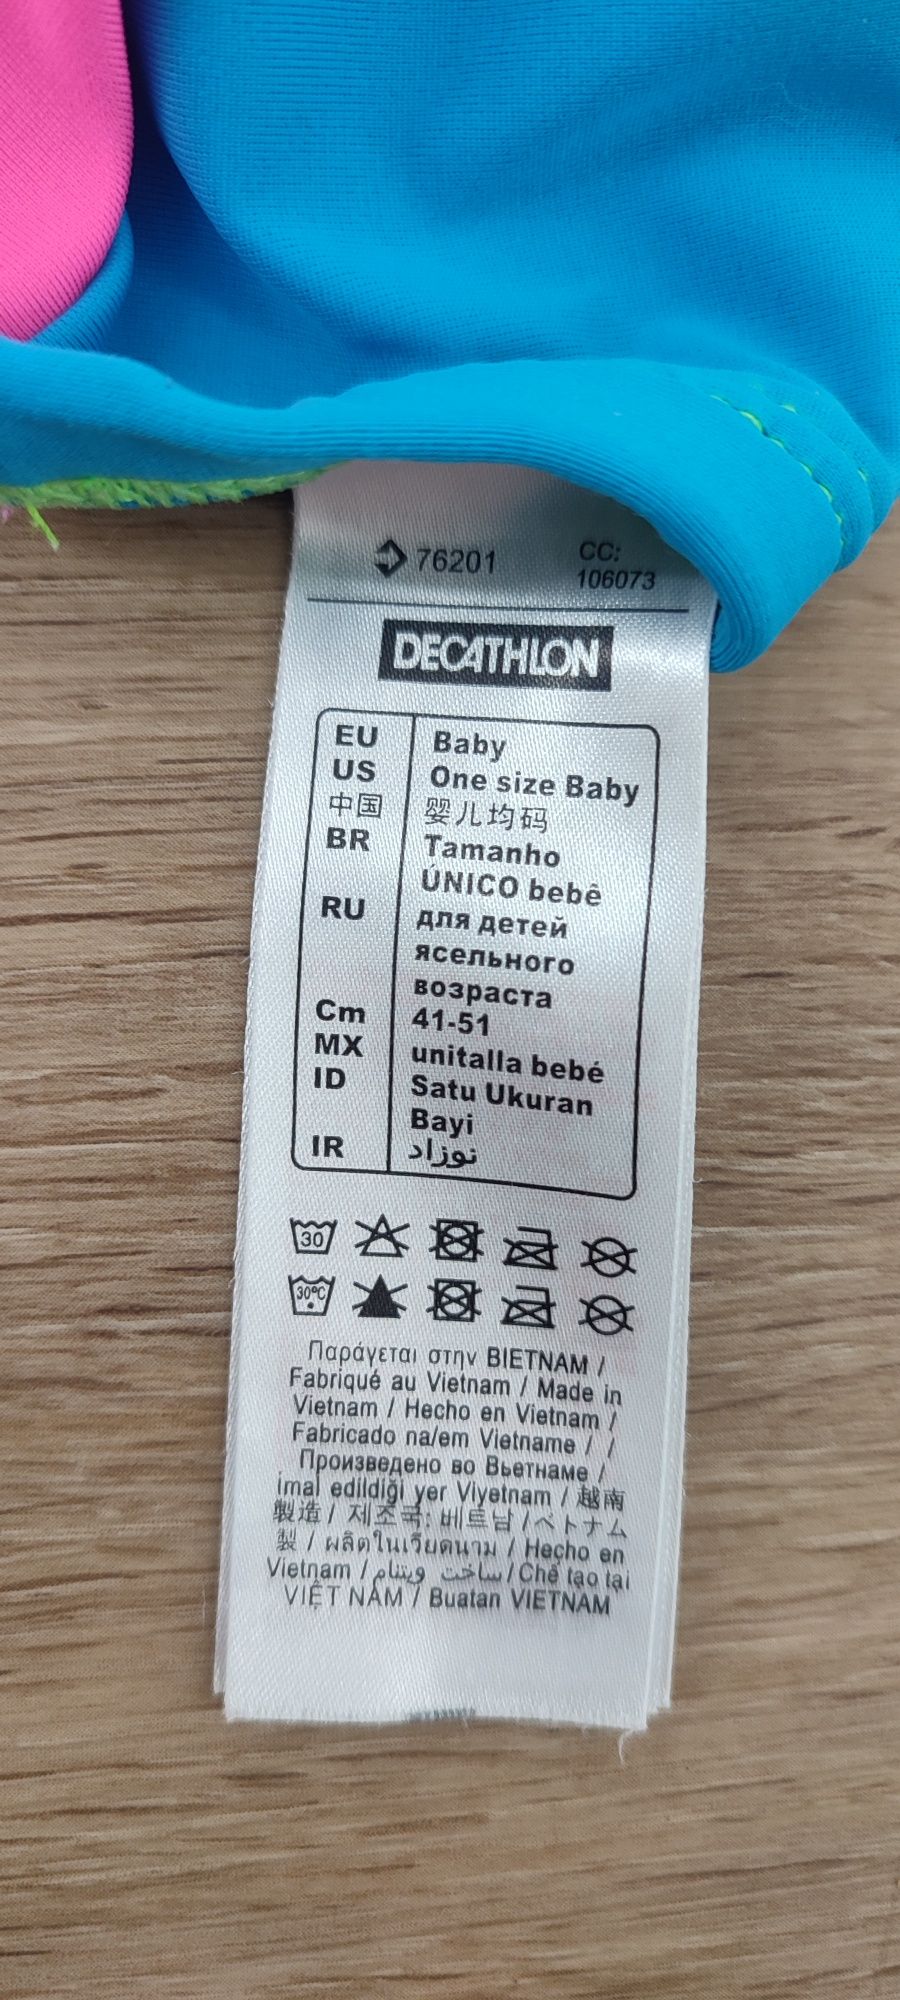 76201
CC:
106073
DECATHLON
EU Baby
US One size Baby
中国 婴儿均码
BR Tamanho
ÚNICO bebê
RU для детей
ясельного
возраста
Cm 41-51
MX unitalla bebé
ID Satu Ukuran
Bayi
IR نوزاد
30
30°C
Παράγεται στην BIETNAM /
Fabriqué au Vietnam / Made in
Vietnam / Hecho en Vietnam /
Fabricado na/em Vietname / /
Произведено во Вьетнаме /
imal edildiği yer Viyetnam / 越南
製造 / 제조국: 베트남 /ベトナム
製 / ผลิตในเวียดนาม / Hecho en
Vietnam / ساخت ويتنام / Chế tạo tại
VIỆT NAM / Buatan VIETNAM